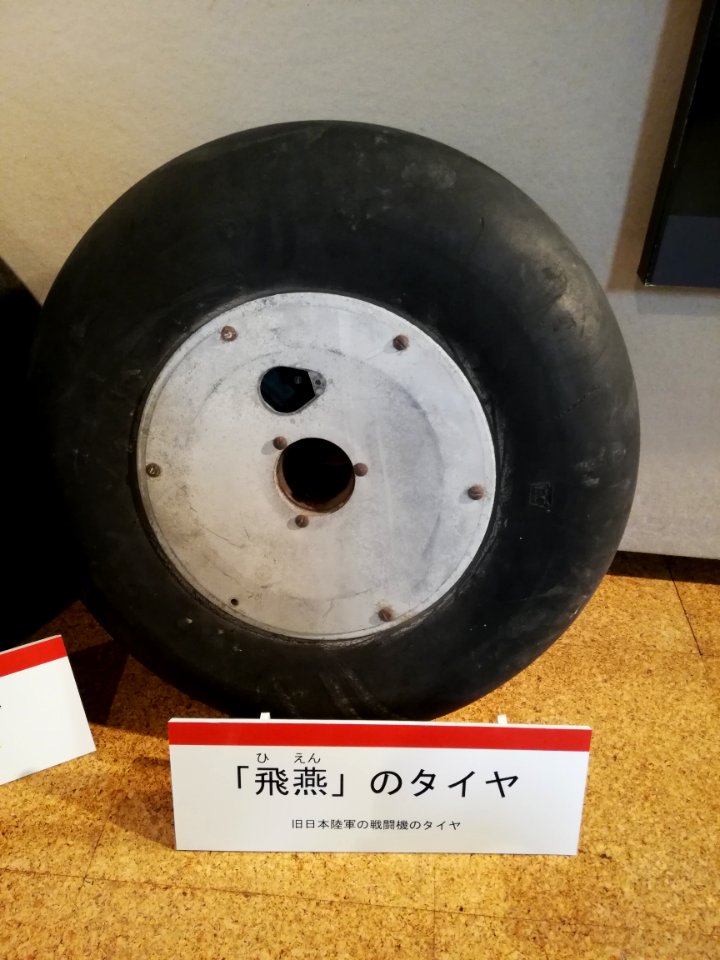 ひ えん
「飛燕」のタイヤ
旧日本陸軍の戦闘機のタイヤ